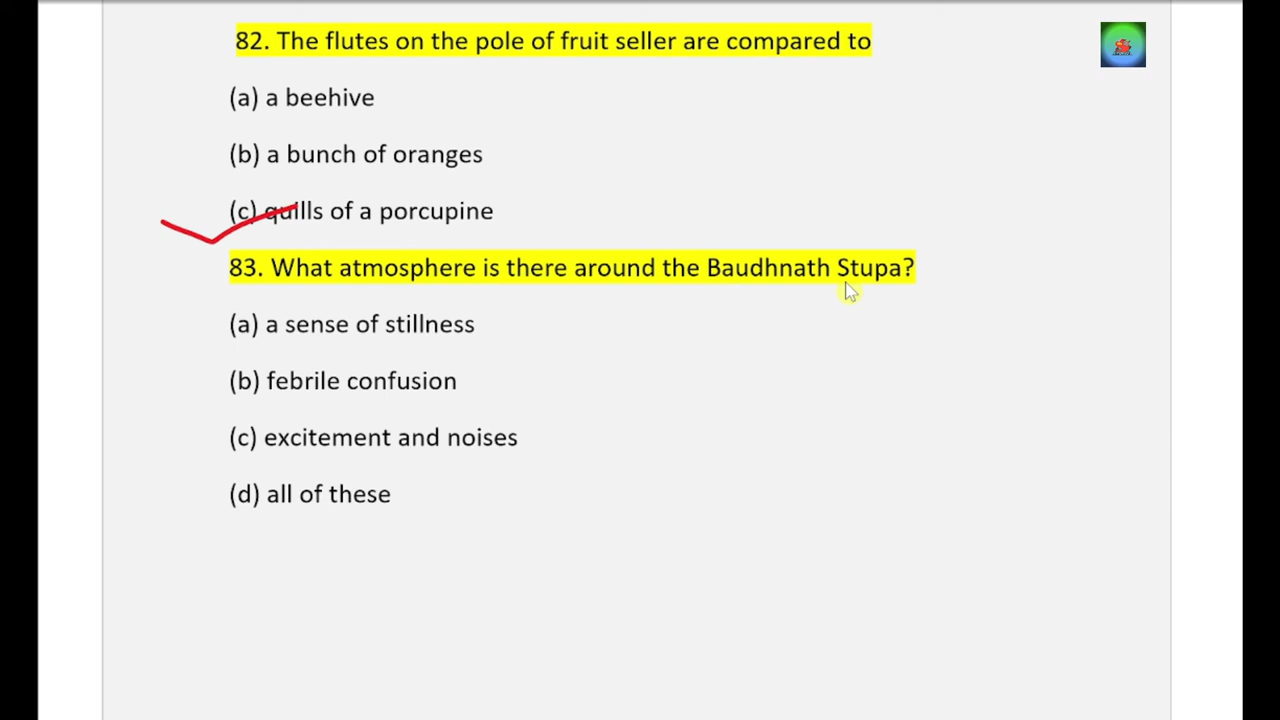 82. The flutes on the pole of fruit seller are compared to
(a) a beehive
(b) a bunch of oranges
(c) quills of a porcupine
83. What atmosphere is there around the Baudhnath Stupa?
(a) a sense of stillness
(b) febrile confusion
(c) excitement and noises
(d) all of these